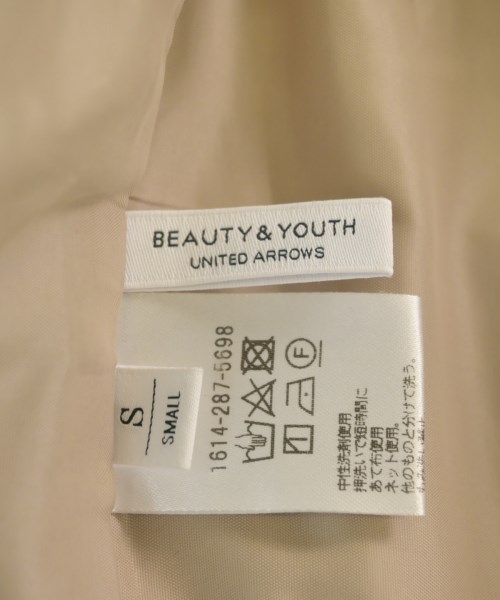 BEAUTY & YOUTH
UNITED ARROWS
S
SMALL
1614-287-5698
F
中性洗剤使用
押洗いで短時間に
あて布使用
ネット使用。
他のものと分けて洗う。